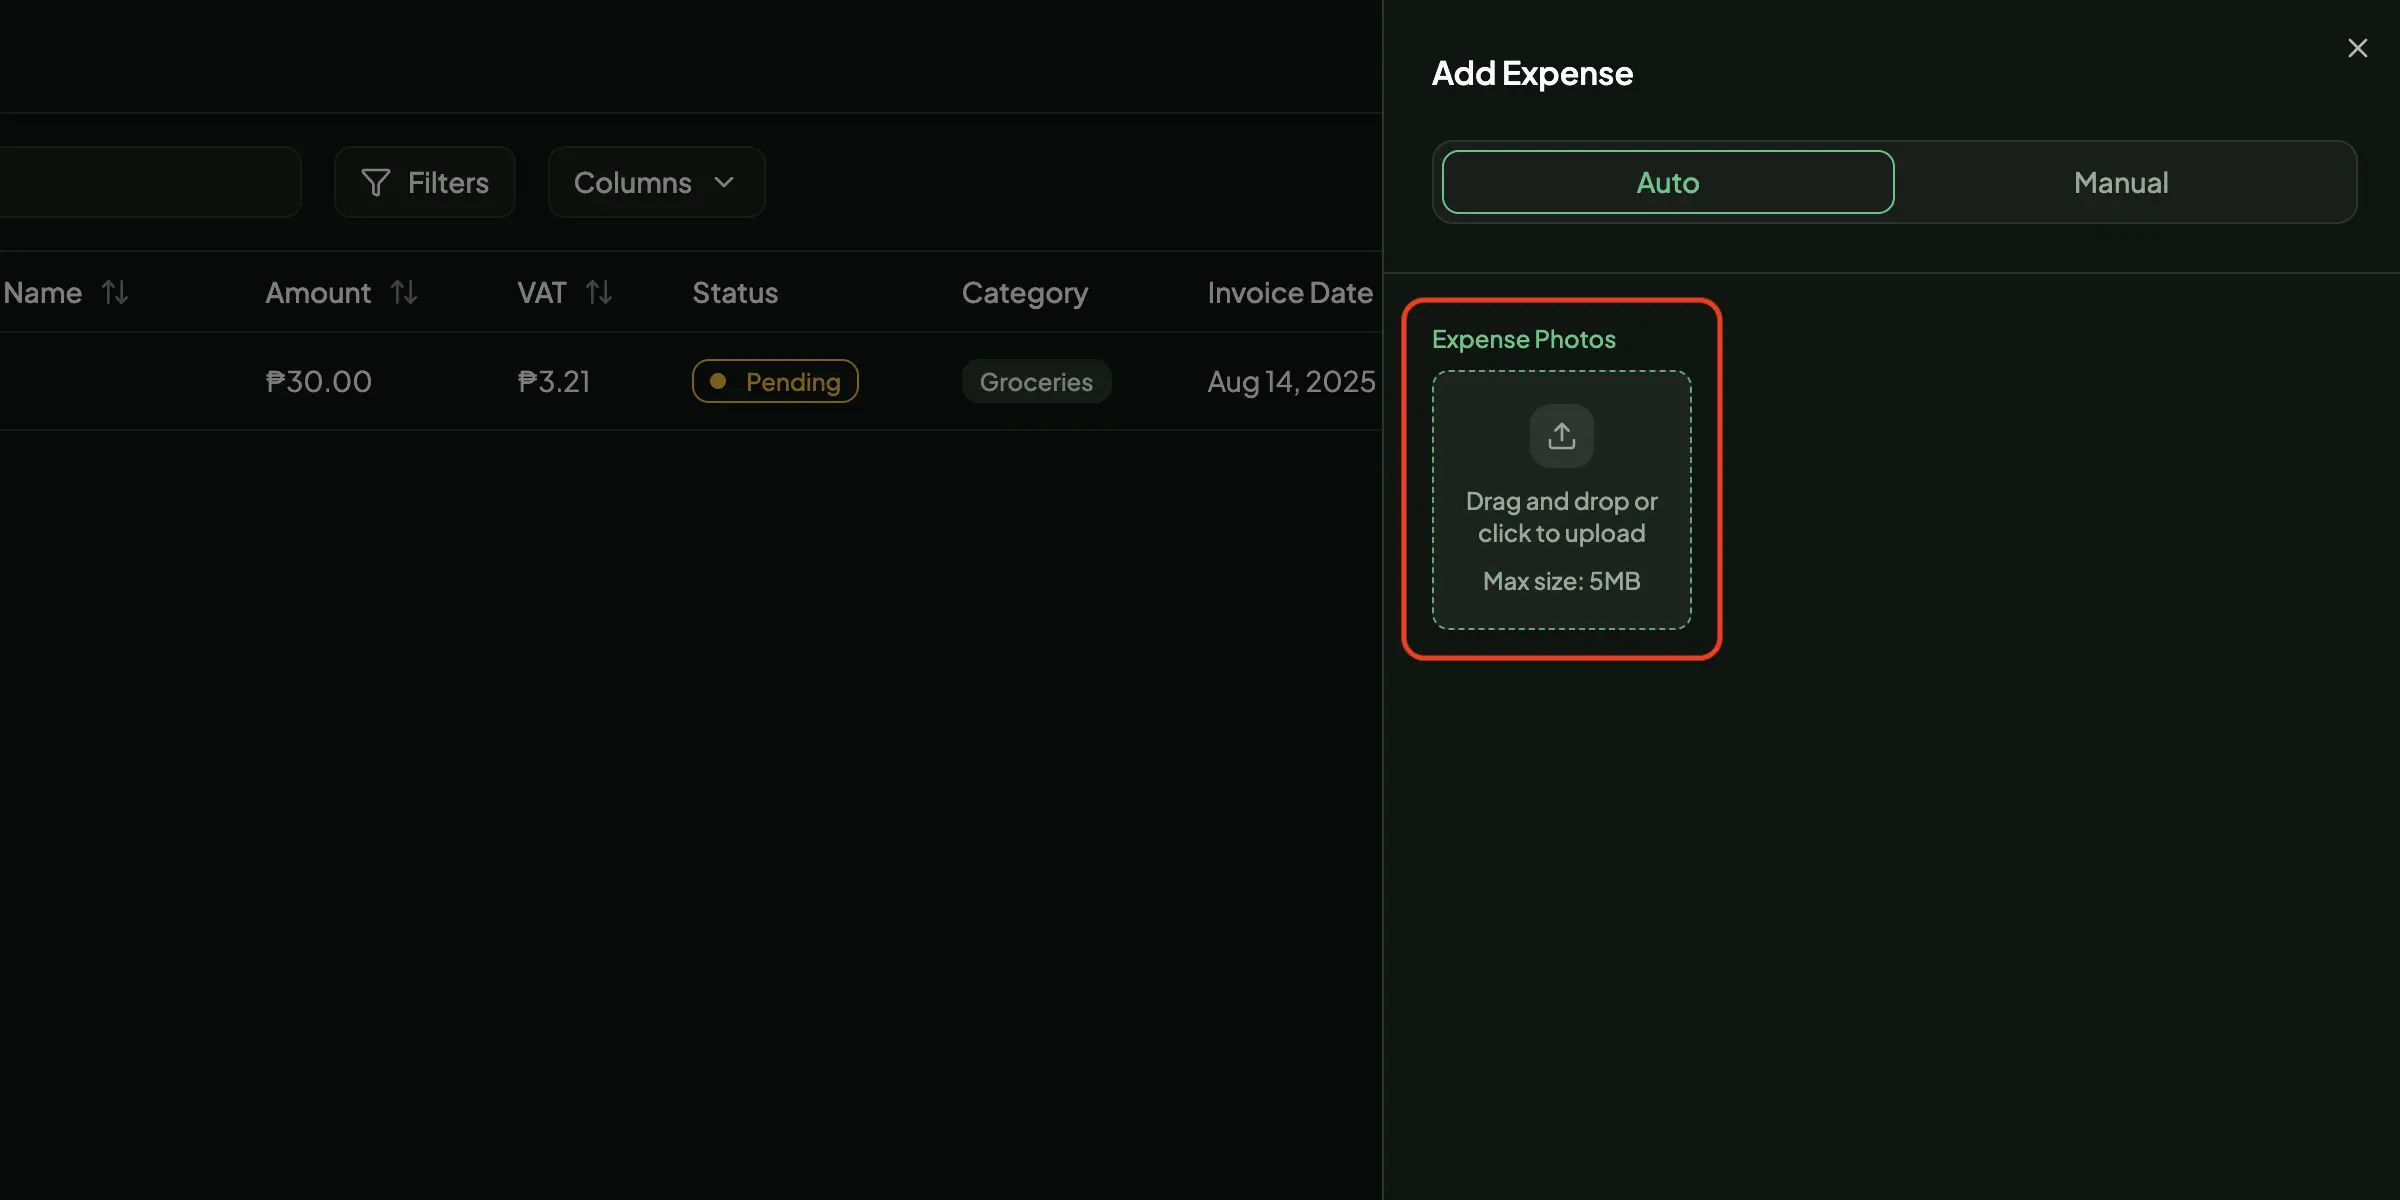 Add Expense
Auto Manual
Filters Columns
Name Amount VAT Status Category Invoice Date
₱30.00 ₱3.21 Pending Groceries Aug 14, 2025
Expense Photos
Drag and drop or
click to upload
Max size: 5MB